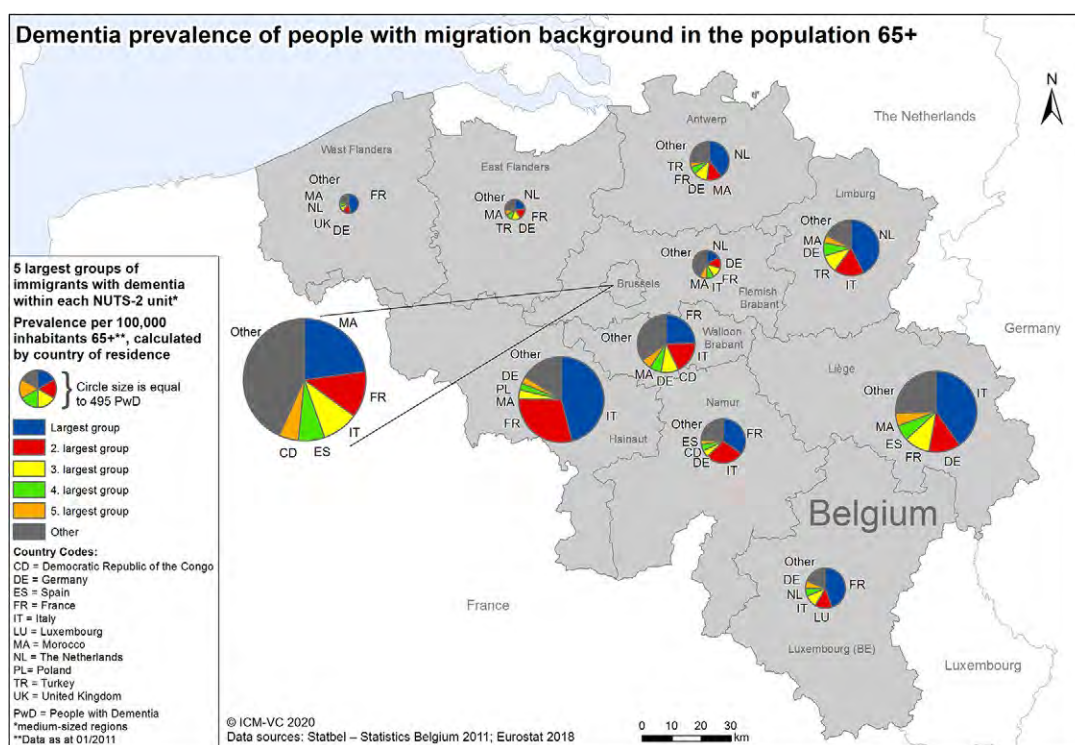 Dementia prevalence of people with migration background in the population 65+
N
The Netherlands
Antwerp
Other
NL
TR
FR
DE
MA
West Flanders
Other
MA
NL
UK
DE
FR
East Flanders
Other
NL
MA
FR
TR
DE
Limburg
Other
NL
MA
DE
TR
IT
Other
NL
DE
MA
IT
Flemish
Brabant
Brussels
Germany
5 largest groups of
immigrants with dementia
within each NUTS-2 unit*
Prevalence per 100,000
inhabitants 65+**, calculated
by country of residence
Circle size is equal
to 495 PwD
Largest group
2. largest group
3. largest group
4. largest group
5. largest group
Other
Country Codes:
CD = Democratic Republic of the Congo
DE = Germany
ES = Spain
FR = France
IT = Italy
LU = Luxembourg
MA = Morocco
NL = The Netherlands
PL= Poland
TR = Turkey
UK = United Kingdom
PwD = People with Dementia
*medium-sized regions
**Data as at 01/2011
Other
MA
FR
IT
ES
CD
Other
FR
Walloon-
Brabant
IT
MA
DE
CD
Other
DE
PL
MA
FR
IT
Hainaut
Liège
Other
IT
MA
ES
FR
DE
Namur
Other
FR
ES
CD
DE
IT
Belgium
Other
DE
NL
IT
LU
FR
Luxembourg (BE)
France
Luxembourg
© ICM-VC 2020
Data sources: Statbel – Statistics Belgium 2011; Eurostat 2018
0 10 20 30
km